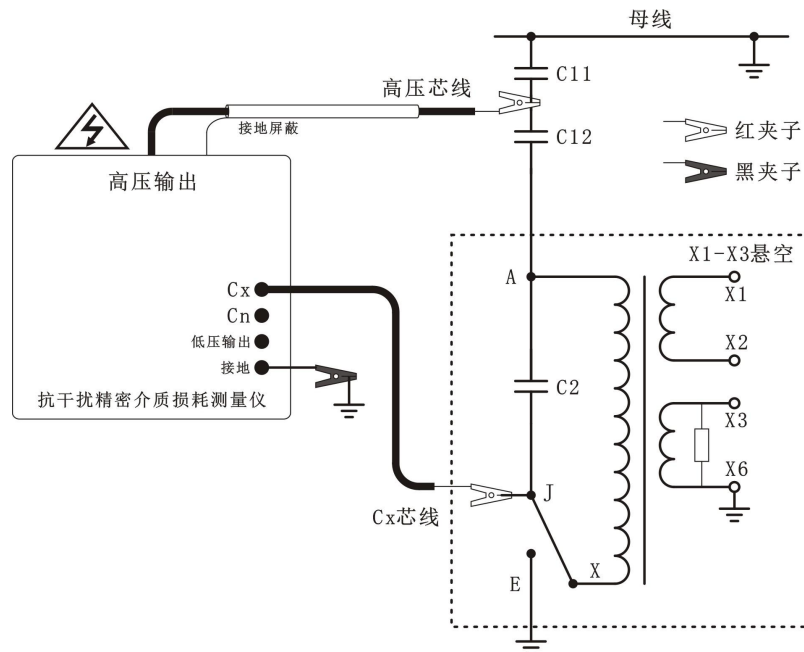 母线
C11
高压芯线
接地屏蔽
C12
红夹子
黑夹子
高压输出
X1-X3悬空
A
X1
Cx
Cn
X2
低压输出
接地
C2
X3
抗干扰精密介质损耗测量仪
X6
J
Cx芯线
E
X